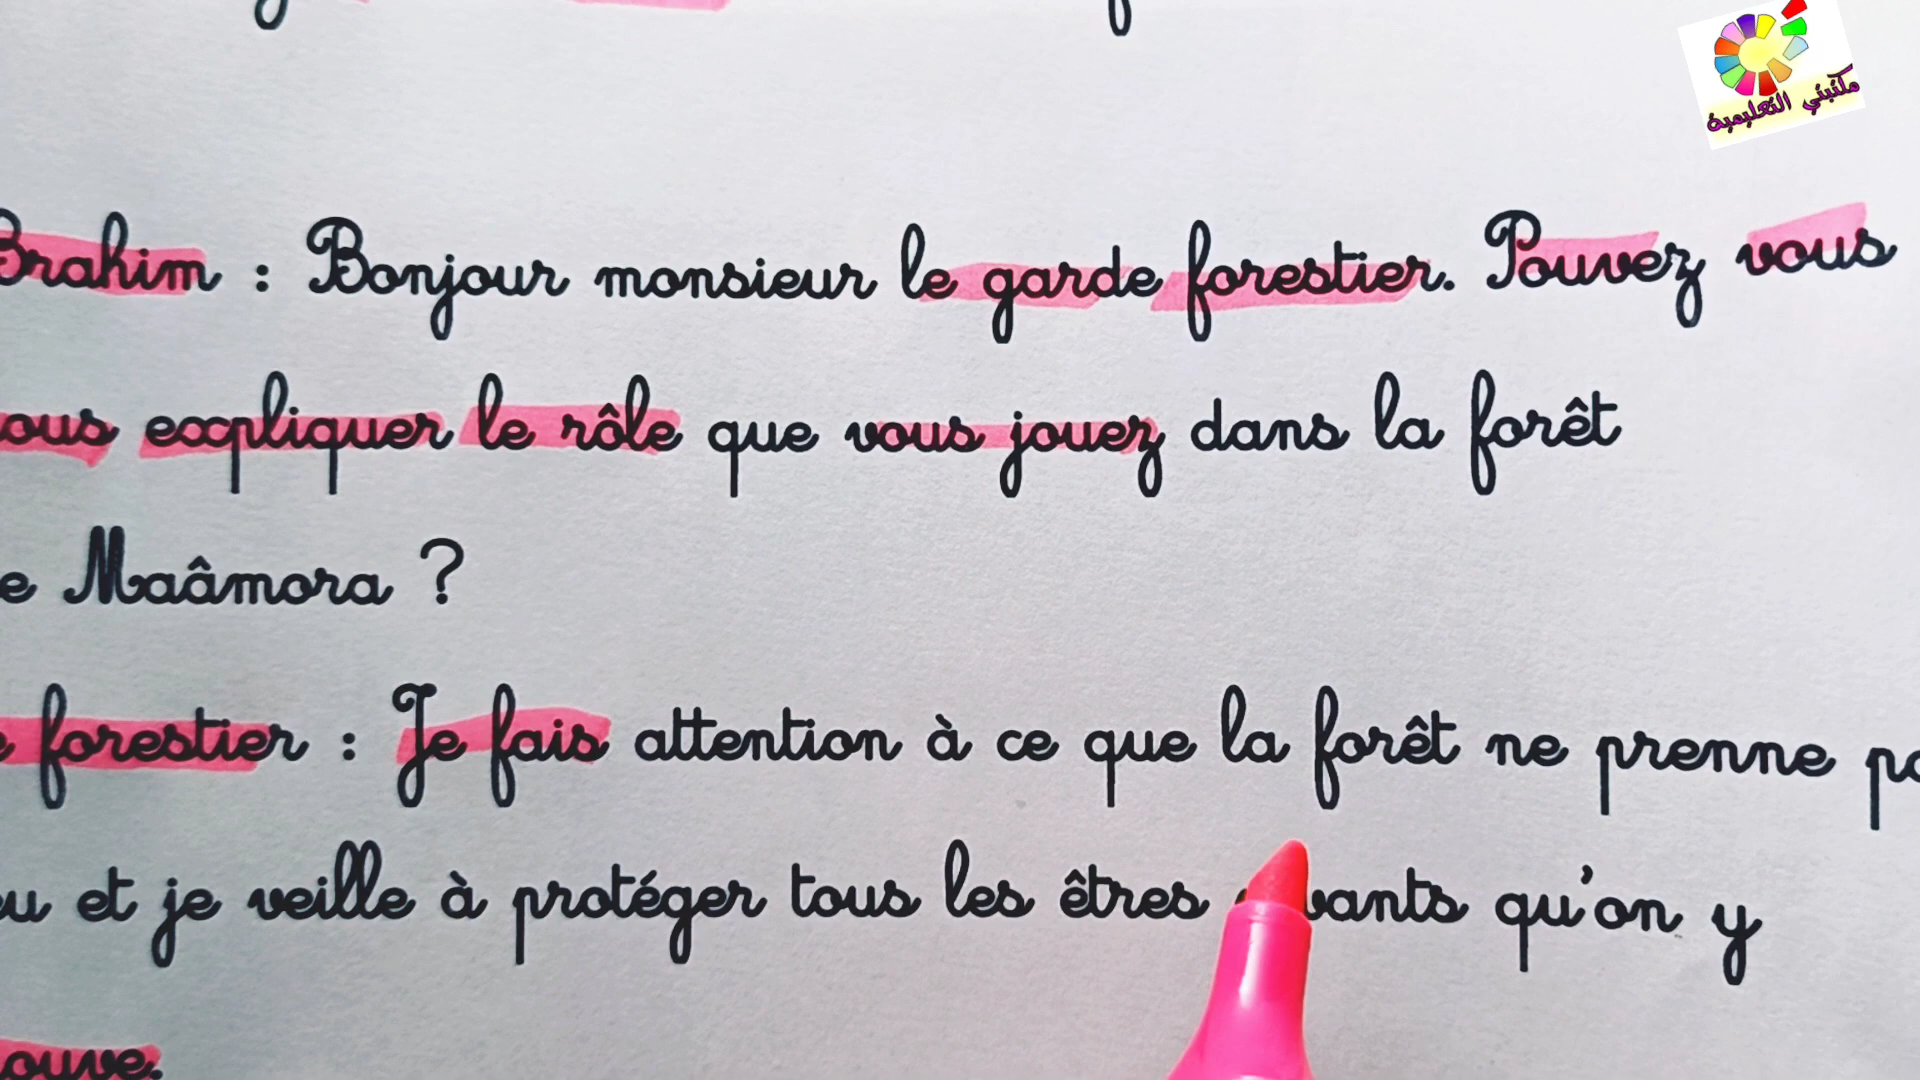 مكتبتي التعليمية
Brahim : Bonjour monsieur le garde forestier. Pouvez vous
ous expliquer le rôle que vous jouez dans la forêt
e Maâmora ?
e forestier : Je fais attention à ce que la forêt ne prenne pa
eu et je veille à protéger tous les êtres vants qu'on y
ouve.